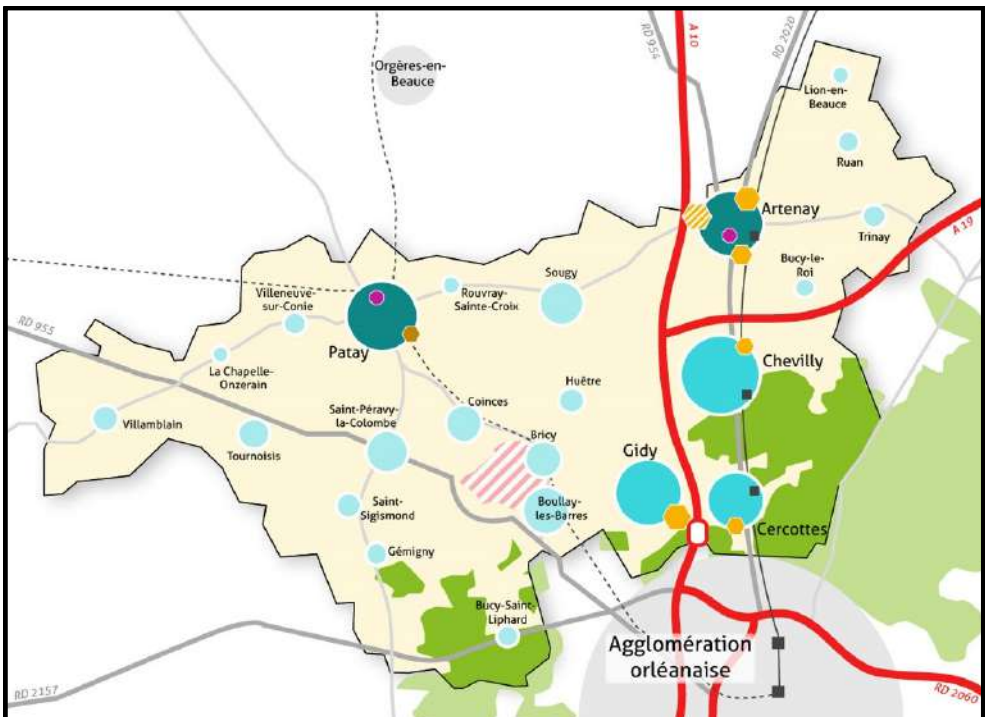 RD 954
A 10
RD 2020
Orgères-en-
Beauce
Lion-en-
Beauce
Ruan
Artenay
Trinay
A 19
Bucy-le-
Roi
Sougy
Rouvray-
Sainte-Croix
Villeneuve-
sur-Conie
RD 955
Patay
La Chapelle-
Onzerain
Chevilly
Huêtre
Villamblain
Tournoisis
Saint-Péravy-
la-Colombe
Coinces
Bricy
Gidy
Boullay-
les-Barres
Saint-
Sigismond
Cercottes
Gémigny
Bucy-Saint-
Liphard
Agglomération
orléanaise
RD 2157
RD 2060